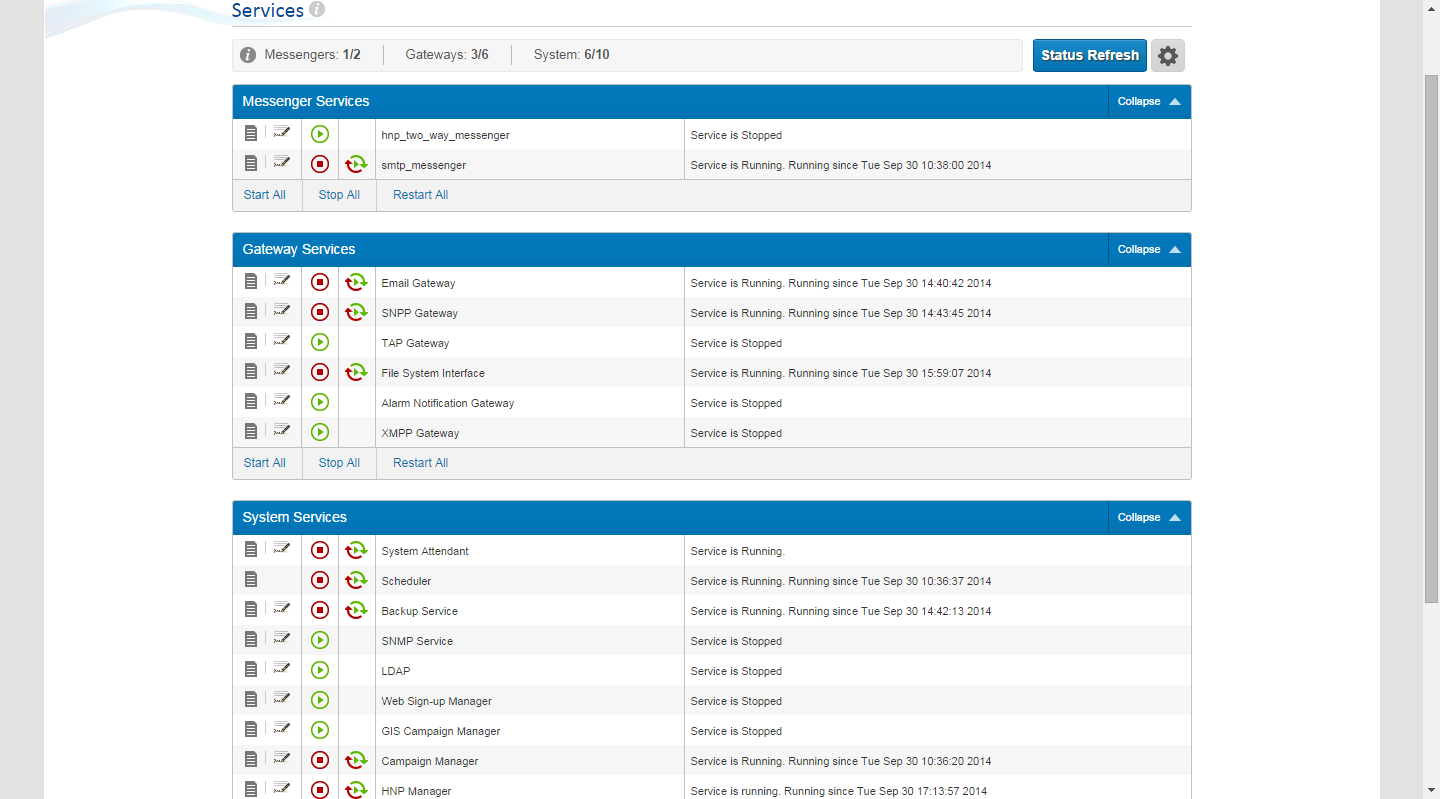 Services
Messengers: 1/2 Gateways: 3/6 System: 6/10 Status Refresh
Messenger Services Collapse
hnp_two_way_messenger Service is Stopped
smtp_messenger Service is Running. Running since Tue Sep 30 10:38:00 2014
Start All Stop All Restart All
Gateway Services Collapse
Email Gateway Service is Running. Running since Tue Sep 30 14:40:42 2014
SNPP Gateway Service is Running. Running since Tue Sep 30 14:43:45 2014
TAP Gateway Service is Stopped
File System Interface Service is Running. Running since Tue Sep 30 15:59:07 2014
Alarm Notification Gateway Service is Stopped
XMPP Gateway Service is Stopped
Start All Stop All Restart All
System Services Collapse
System Attendant Service is Running.
Scheduler Service is Running. Running since Tue Sep 30 10:36:37 2014
Backup Service Service is Running. Running since Tue Sep 30 14:42:13 2014
SNMP Service Service is Stopped
LDAP Service is Stopped
Web Sign-up Manager Service is Stopped
GIS Campaign Manager Service is Stopped
Campaign Manager Service is Running. Running since Tue Sep 30 10:36:20 2014
HNP Manager Service is running. Running since Tue Sep 30 17:13:57 2014